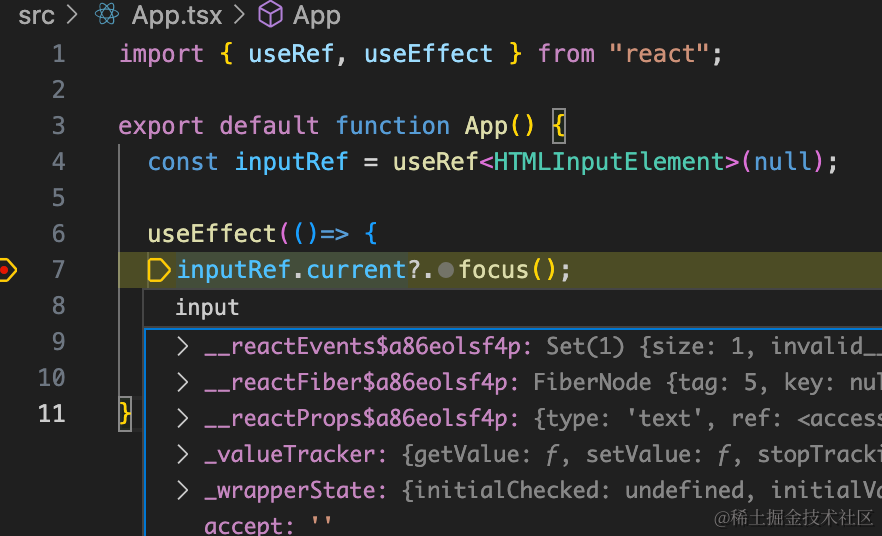 src > App.tsx > App
1 import { useRef, useEffect } from "react";
2
3 export default function App() {
4 const inputRef = useRef<HTMLInputElement>(null);
5
6 useEffect(()=> {
7 inputRef.current?.focus();
8 input
9 > __reactEvents$a86eolsf4p: Set(1) {size: 1, invalid__
10 > __reactFiber$a86eolsf4p: FiberNode {tag: 5, key: nul
11 } > __reactProps$a86eolsf4p: {type: 'text', ref: <access
> _valueTracker: {getValue: ƒ, setValue: ƒ, stopTracki
> _wrapperState: {initialChecked: undefined, initialVa
accept: ''
@稀土掘金技术社区